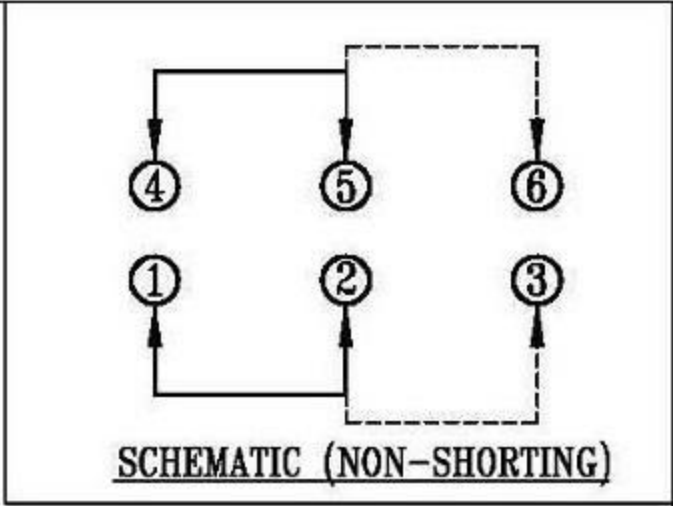 ④ ⑤ ⑥
① ② ③
SCHEMATIC (NON-SHORTING)